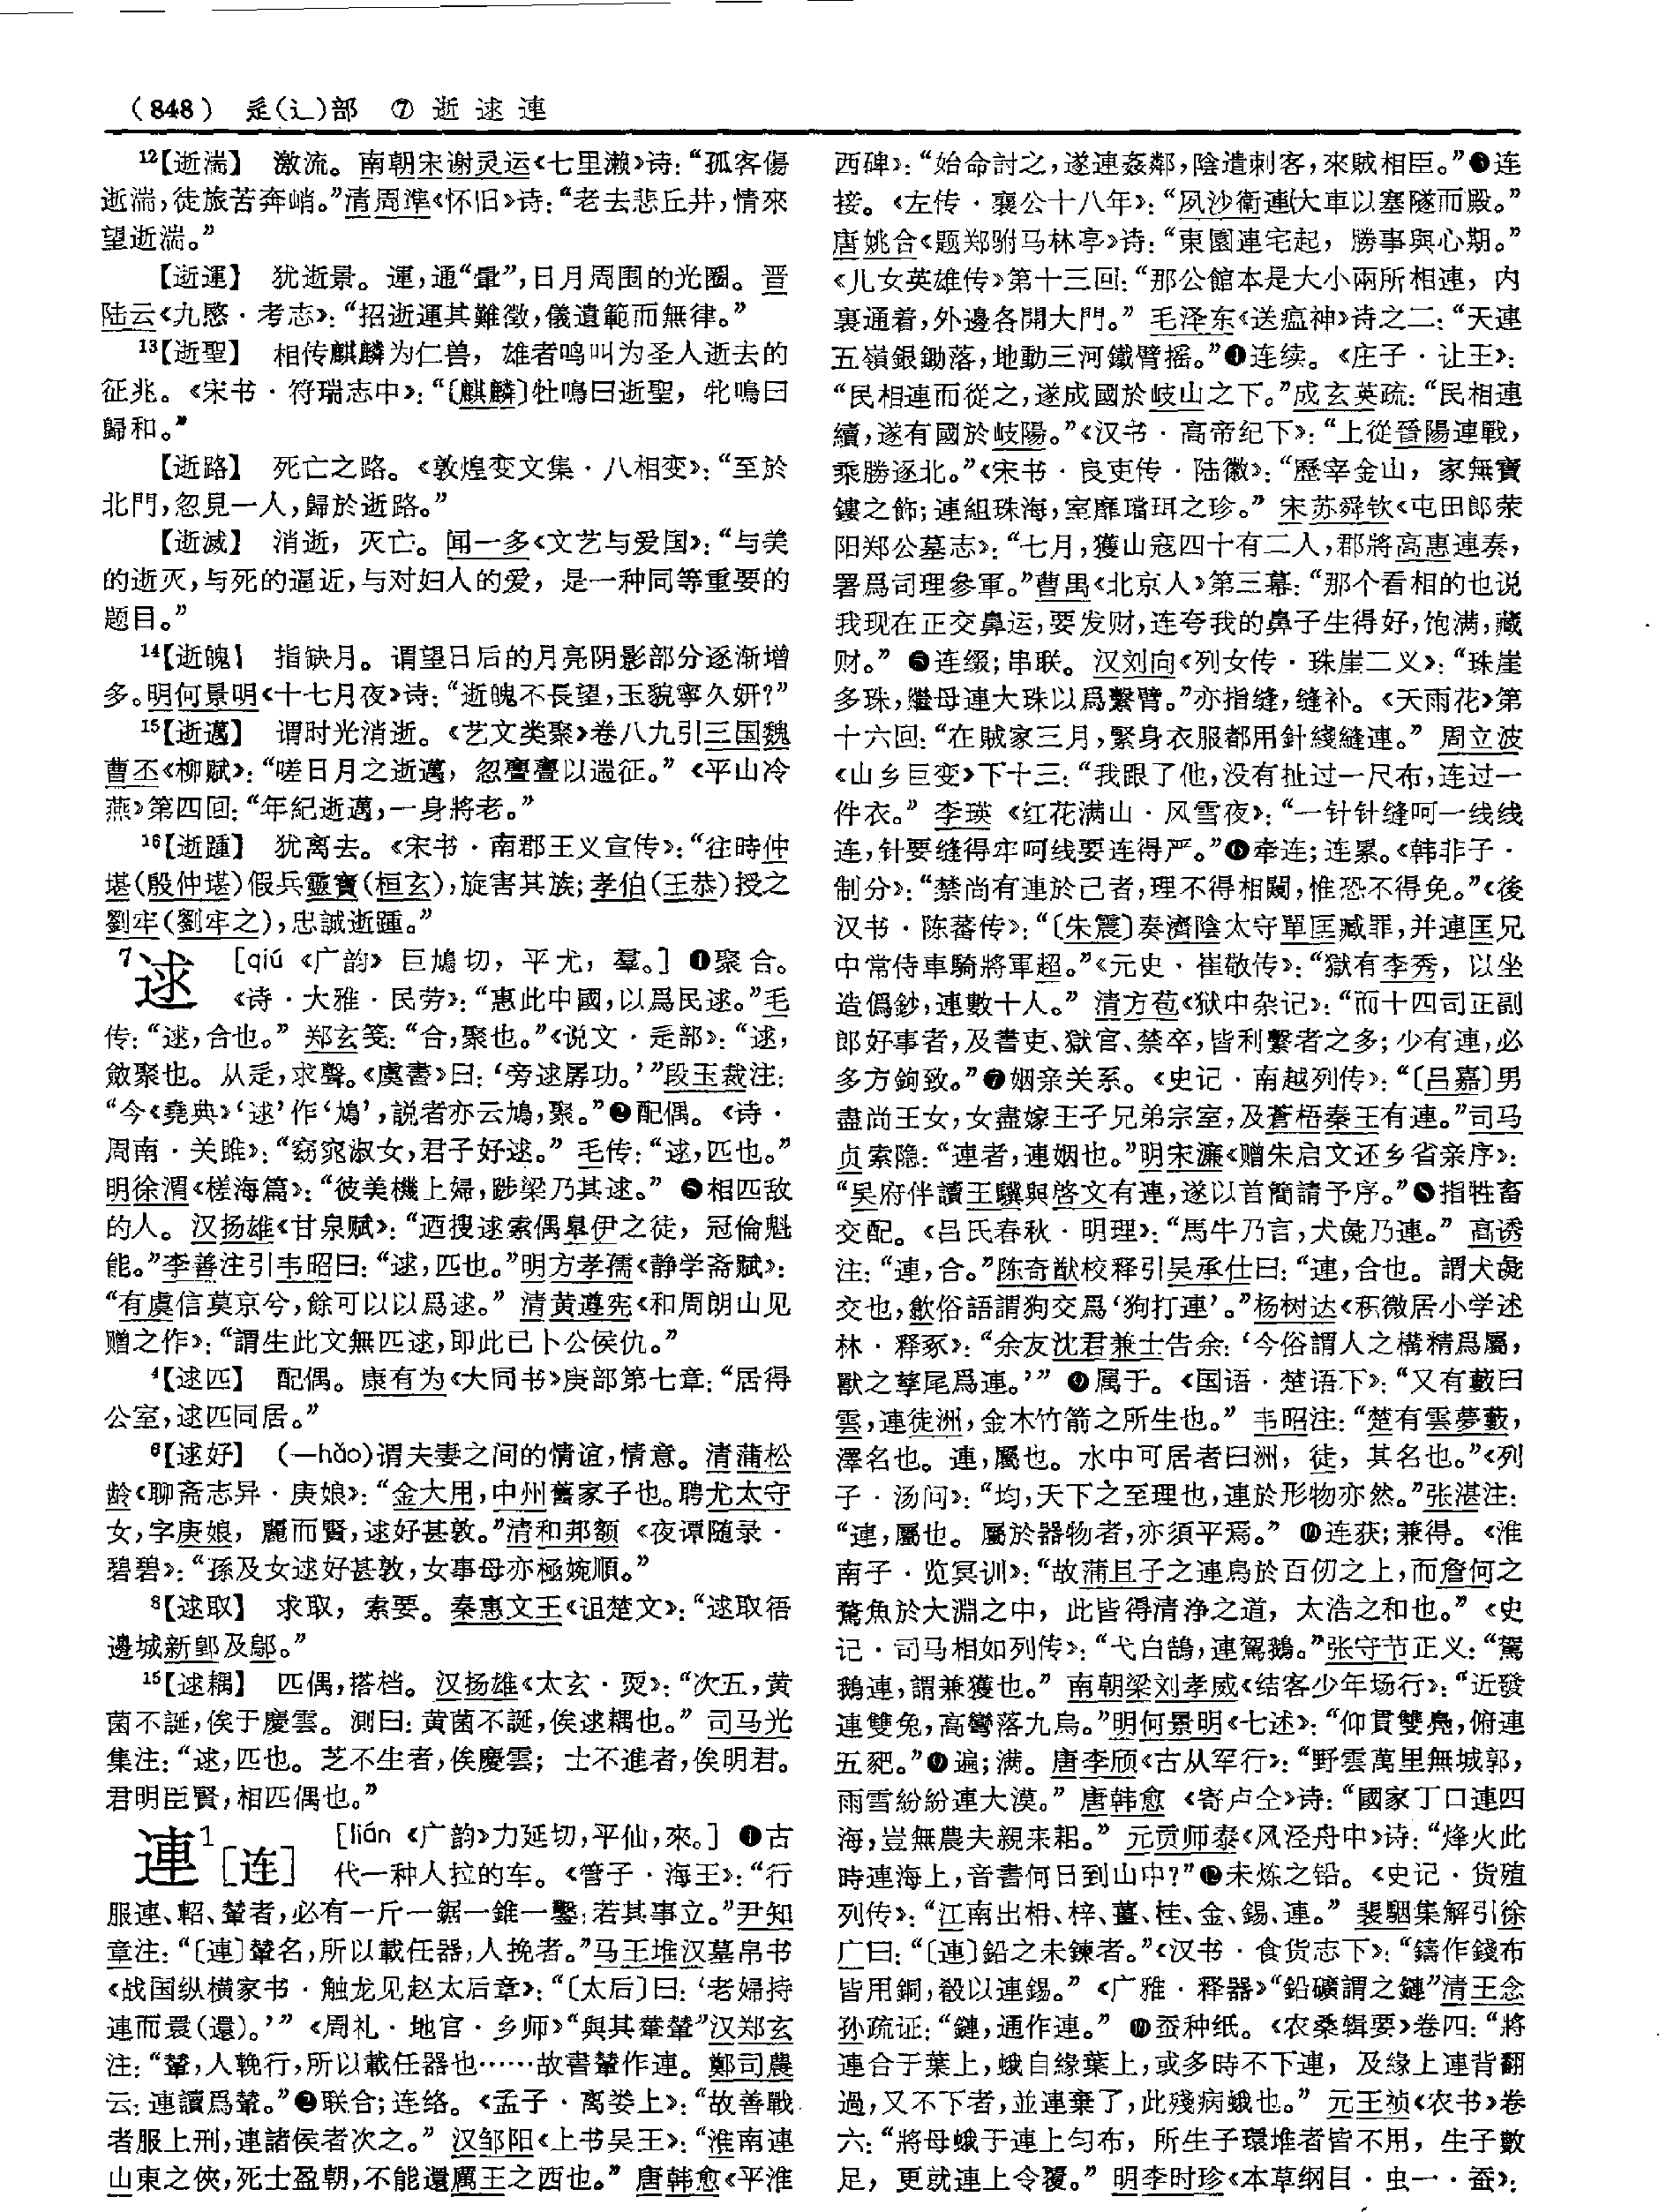 (848) 辵(辶)部 ⑦ 逝 逑 連
12【逝湍】 激流。南朝宋谢灵运《七里濑》诗:“孤客傷
逝湍,徒旅苦奔峭。”清周準《怀旧》诗:“老去悲丘井,情來
望逝湍。”
【逝運】 犹逝景。運,通“暈”,日月周围的光圈。晋
陆云《九愍·考志》:“招逝運其難徵,儀遺範而無律。”
13【逝聖】 相传麒麟为仁兽,雄者鸣叫为圣人逝去的
征兆。《宋书·符瑞志中》:“〔麒麟〕牡鳴曰逝聖,牝鳴曰
歸和。”
【逝路】 死亡之路。《敦煌变文集·八相变》:“至於
北門,忽見一人,歸於逝路。”
【逝滅】 消逝,灭亡。闻一多《文艺与爱国》:“与美
的逝灭,与死的逼近,与对妇人的爱,是一种同等重要的
题目。”
14【逝魄】 指缺月。谓望日后的月亮阴影部分逐渐增
多。明何景明《十七月夜》诗:“逝魄不長望,玉貌寧久妍?”
15【逝邁】 谓时光消逝。《艺文类聚》卷八九引三国魏
曹丕《柳赋》:“嗟日月之逝邁,忽亹亹以遄征。”《平山冷
燕》第四回:“年紀逝邁,一身將老。”
16【逝踵】 犹离去。《宋书·南郡王义宣传》:“往時仲
堪(殷仲堪)假兵靈寶(桓玄),旋害其族;孝伯(王恭)授之
劉牢(劉牢之),忠誠逝踵。”
7逑 [qiú 《广韵》 巨鳩切,平尤,羣。] ❶聚合。
《诗·大雅·民劳》:“惠此中國,以爲民逑。”毛
传:“逑,合也。” 郑玄笺:“合,聚也。”《说文·辵部》:“逑,
斂聚也。从辵,求聲。《虞書》曰:‘旁逑孱功。’”段玉裁注:
“今《堯典》‘逑’作‘鳩’,説者亦云鳩,聚。”❷配偶。《诗·
周南·关雎》:“窈窕淑女,君子好逑。” 毛传:“逑,匹也。”
明徐渭《槎海篇》:“彼美機上婦,陟梁乃其逑。” ❸相匹敌
的人。汉扬雄《甘泉赋》:“迺搜逑索偶皋伊之徒,冠倫魁
能。”李善注引韦昭曰:“逑,匹也。”明方孝孺《静学斋赋》:
“有虞信莫京兮,餘可以以爲逑。” 清黄遵宪《和周朗山见
赠之作》:“謂生此文無匹逑,即此已卜公侯仇。”
4【逑匹】 配偶。康有为《大同书》庚部第七章:“居得
公室,逑匹同居。”
6【逑好】 (—hǎo)谓夫妻之间的情谊,情意。清蒲松
龄《聊斋志异·庚娘》:“金大用,中州舊家子也。聘尤太守
女,字庚娘,麗而賢,逑好甚敦。”清和邦额《夜谭随录·
碧碧》:“孫及女逑好甚敦,女事母亦極婉順。”
8【逑取】 求取,索要。秦惠文王《诅楚文》:“逑取䛩
邊城新郢及鄔。”
15【逑耦】 匹偶,搭档。汉扬雄《太玄·耎》:“次五,黄
菌不誕,俟于慶雲。測曰:黄菌不誕,俟逑耦也。” 司马光
集注:“逑,匹也。芝不生者,俟慶雲;士不進者,俟明君。
君明臣賢,相匹偶也。”
連1[连] [lián 《广韵》力延切,平仙,來。] ❶古
代一种人拉的车。《管子·海王》:“行
服連、軺、輂者,必有一斤一鋸一錐一鑿,若其事立。”尹知
章注:“〔連〕輦名,所以載任器,人挽者。”马王堆汉墓帛书
《战国纵横家书·触龙见赵太后章》:“〔太后〕曰:‘老婦持
連而睘(還)。’” 《周礼·地官·乡师》“與其輂輦”汉郑玄
注:“輦,人輓行,所以載任器也……故書輦作連。鄭司農
云:連讀爲輦。”❷联合;连络。《孟子·离娄上》:“故善戰
者服上刑,連諸侯者次之。” 汉邹阳《上书吴王》:“淮南連
山東之俠,死士盈朝,不能還厲王之西也。” 唐韩愈《平淮
西碑》:“始命討之,遂連姦鄰,陰遣刺客,來賊相臣。”❸连
接。《左传·襄公十八年》:“夙沙衛連大車以塞隧而殿。”
唐姚合《题郑驸马林亭》诗:“東園連宅起,勝事與心期。”
《儿女英雄传》第十三回:“那公館本是大小兩所相連,内
裏通着,外邊各開大門。” 毛泽东《送瘟神》诗之二:“天連
五嶺銀鋤落,地動三河鐵臂摇。”❹连续。《庄子·让王》:
“民相連而從之,遂成國於岐山之下。”成玄英疏:“民相連
續,遂有國於岐陽。”《汉书·高帝纪下》:“上從晉陽連戰,
乘勝逐北。”《宋书·良吏传·陆徽》:“歷宰金山,家無寶
鏤之飾;連組珠海,室靡璫珥之珍。” 宋苏舜钦《屯田郎荥
阳郑公墓志》:“七月,獲山寇四十有二人,郡將高惠連奏,
署爲司理參軍。”曹禺《北京人》第三幕:“那个看相的也说
我现在正交鼻运,要发财,连夸我的鼻子生得好,饱满,藏
财。” ❺连缀;串联。汉刘向《列女传·珠崖二义》:“珠崖
多珠,繼母連大珠以爲繫臂。”亦指缝,缝补。《天雨花》第
十六回:“在賊家三月,緊身衣服都用針綫縫連。” 周立波
《山乡巨变》下十三:“我跟了他,没有扯过一尺布,连过一
件衣。” 李瑛《红花满山·风雪夜》:“一针针缝呵一线线
连,针要缝得牢呵线要连得严。”❻牵连;连累。《韩非子·
制分》:“禁尚有連於己者,理不得相闚,惟恐不得免。”《後
汉书·陈蕃传》:“〔朱震〕奏濟陰太守單匡臧罪,并連匡兄
中常侍車騎將軍超。”《元史·崔敬传》:“獄有李秀,以坐
造僞鈔,連數十人。” 清方苞《狱中杂记》:“而十四司正副
郎好事者,及書吏、獄官、禁卒,皆利繫者之多;少有連,必
多方鉤致。”❼姻亲关系。《史记·南越列传》:“〔吕嘉〕男
盡尚王女,女盡嫁王子兄弟宗室,及蒼梧秦王有連。”司马
贞索隐:“連者,連姻也。”明宋濂《赠朱启文还乡省亲序》:
“吴府伴讀王驥與啓文有連,遂以首簡請予序。”❽指牲畜
交配。《吕氏春秋·明理》:“馬牛乃言,犬彘乃連。” 高诱
注:“連,合。”陈奇猷校释引吴承仕曰:“連,合也。謂犬彘
交也,歙俗語謂狗交爲‘狗打連’。”杨树达《积微居小学述
林·释豕》:“余友沈君兼士告余:‘今俗謂人之構精爲屬,
獸之孳尾爲連。’” ❾属于。《国语·楚语下》:“又有藪曰
雲,連徒洲,金木竹箭之所生也。” 韦昭注:“楚有雲夢藪,
澤名也。連,屬也。水中可居者曰洲,徒,其名也。”《列
子·汤问》:“均,天下之至理也,連於形物亦然。”张湛注:
“連,屬也。屬於器物者,亦須平焉。” ❿连获;兼得。《淮
南子·览冥训》:“故蒲且子之連鳥於百仞之上,而詹何之
騖魚於大淵之中,此皆得清浄之道,太浩之和也。”《史
记·司马相如列传》:“弋白鵠,連駕鵝。”张守节正义:“駕
鵝連,謂兼獲也。” 南朝梁刘孝威《结客少年场行》:“近發
連雙兔,高彎落九烏。”明何景明《七述》:“仰貫雙鳧,俯連
五豝。”⓫遍;满。唐李颀《古从军行》:“野雲萬里無城郭,
雨雪紛紛連大漠。” 唐韩愈《寄卢仝》诗:“國家丁口連四
海,豈無農夫親耒耜。” 元贡师泰《风泾舟中》诗:“烽火此
時連海上,音書何日到山中?”⓬未炼之铅。《史记·货殖
列传》:“江南出枏、梓、薑、桂、金、錫、連。” 裴駰集解引徐
广曰:“〔連〕鉛之未鍊者。”《汉书·食货志下》:“鑄作錢布
皆用銅,殽以連錫。”《广雅·释器》“鉛礦謂之鏈”清王念
孙疏证:“鏈,通作連。” ⓭蚕种纸。《农桑辑要》卷四:“將
連合于葉上,蛾自緣葉上,或多時不下連,及緣上連背翻
過,又不下者,並連棄了,此殘病蛾也。” 元王祯《农书》卷
六:“將母蛾于連上匀布,所生子環堆者皆不用,生子數
足,更就連上令覆。” 明李时珍《本草纲目·虫一·蚕》: